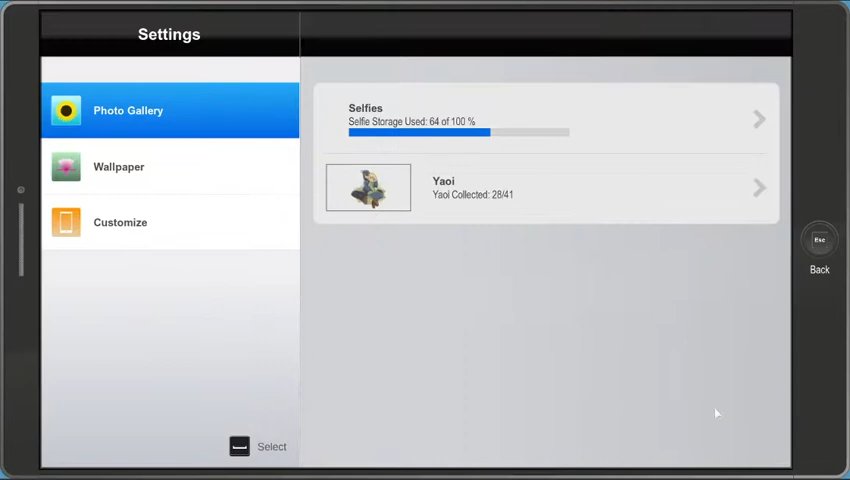 Settings
Photo Gallery
Wallpaper
Customize
Selfies
Selfie Storage Used: 64 of 100 %
Yaoi
Yaoi Collected: 28/41
Esc
Back
Select